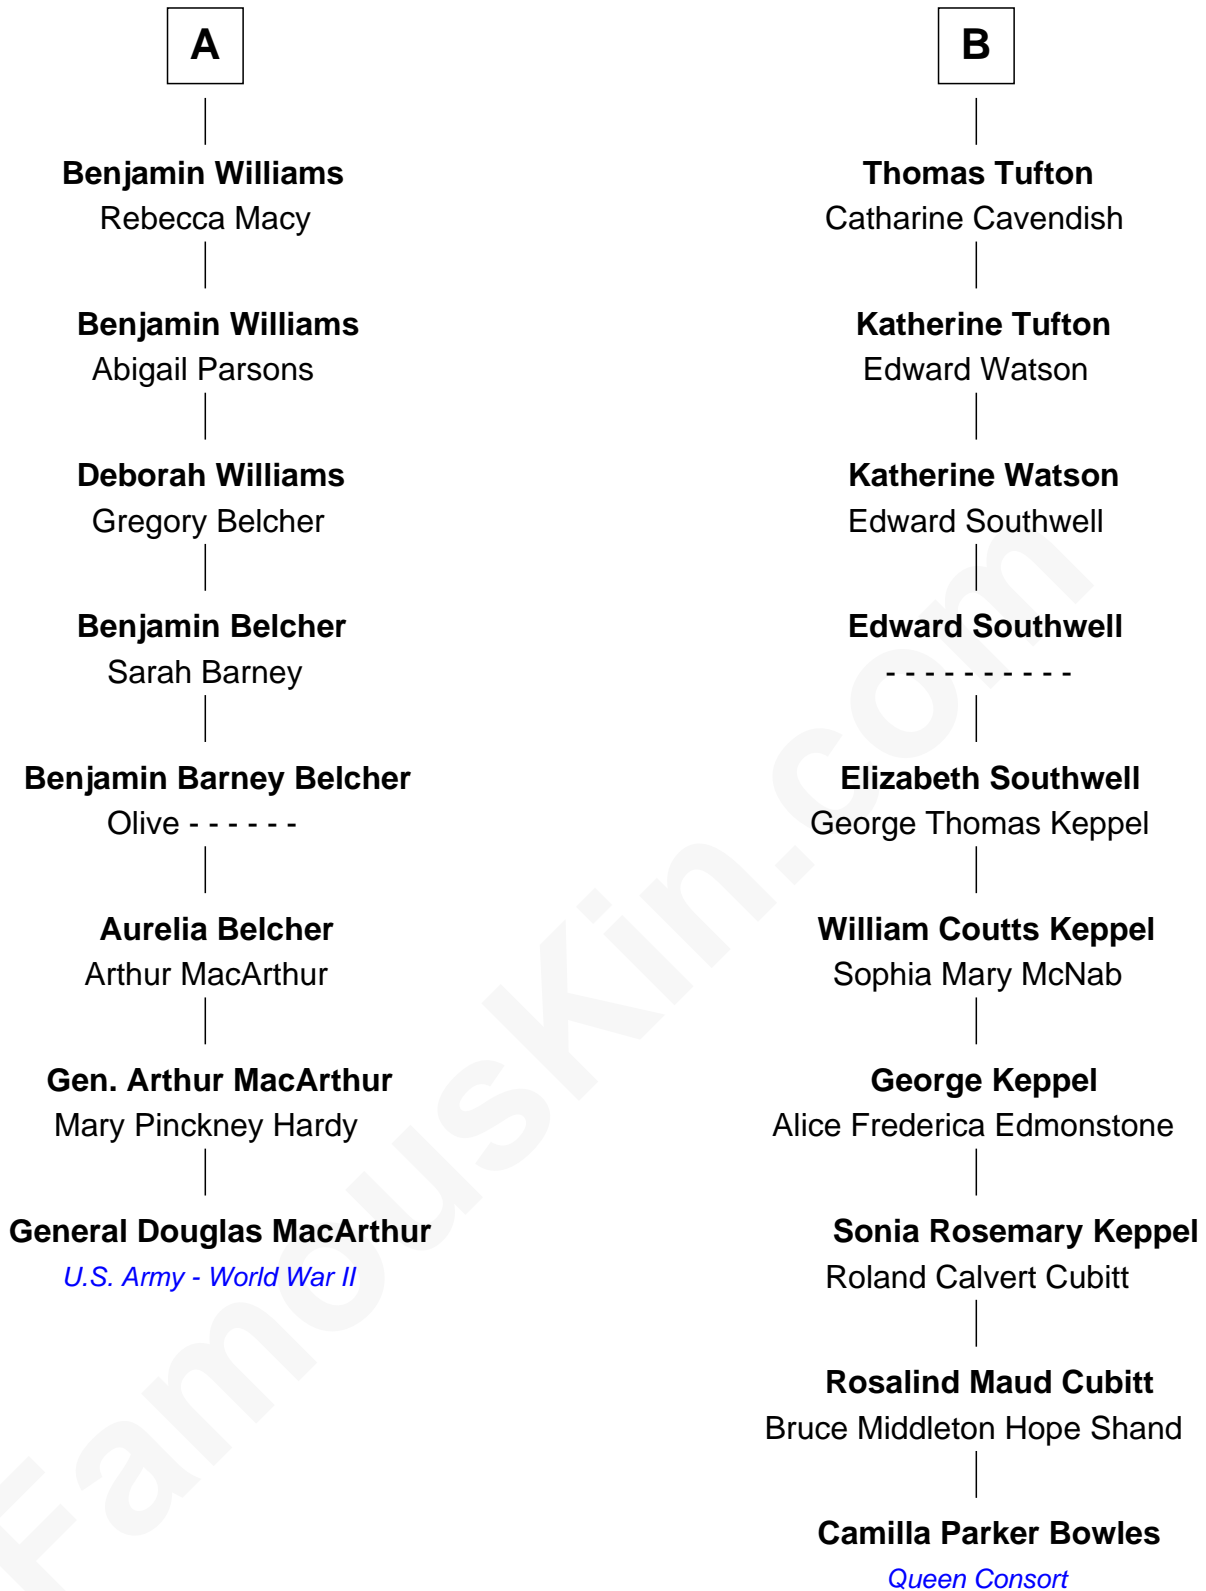 A
Benjamin Williams
Rebecca Macy
Benjamin Williams
Abigail Parsons
Deborah Williams
Gregory Belcher
Benjamin Belcher
Sarah Barney
Benjamin Barney Belcher
Olive - - - - - -
Aurelia Belcher
Arthur MacArthur
Gen. Arthur MacArthur
Mary Pinckney Hardy
General Douglas MacArthur
U.S. Army - World War II
B
Thomas Tufton
Catharine Cavendish
Katherine Tufton
Edward Watson
Katherine Watson
Edward Southwell
Edward Southwell
- - - - - - - - - -
Elizabeth Southwell
George Thomas Keppel
William Coutts Keppel
Sophia Mary McNab
George Keppel
Alice Frederica Edmonstone
Sonia Rosemary Keppel
Roland Calvert Cubitt
Rosalind Maud Cubitt
Bruce Middleton Hope Shand
Camilla Parker Bowles
Queen Consort
FamousKin.com